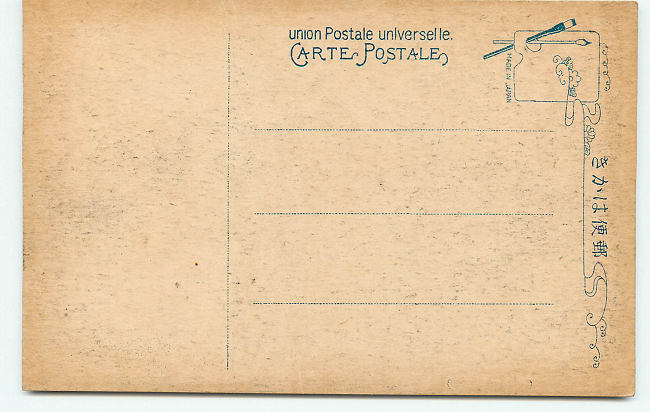 union Postale universelle.
CARTE POSTALE
MADE IN JAPAN
郵便はかき